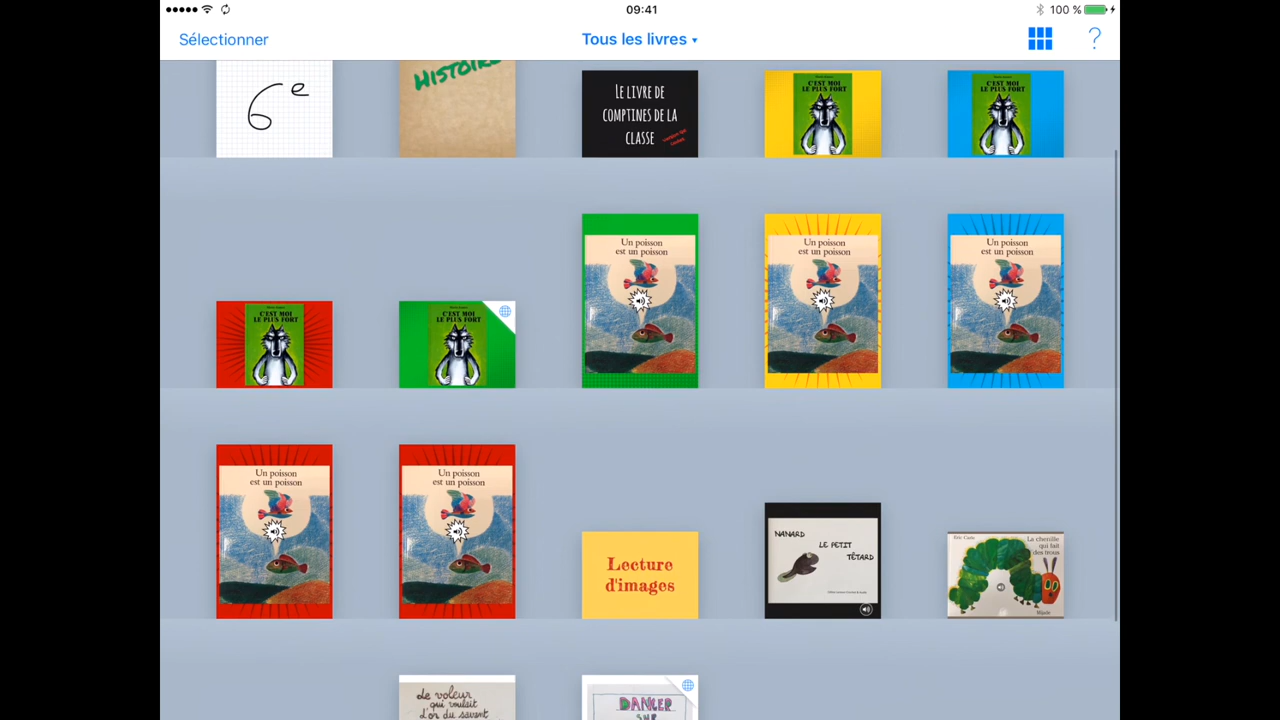 09:41
100 %
Sélectionner
Tous les livres
?
6e
HISTOIRE
LE LIVRE DE
COMPTINES DE LA
CLASSE
C'EST MOI
LE PLUS FORT
C'EST MOI
LE PLUS FORT
C'EST MOI
LE PLUS FORT
C'EST MOI
LE PLUS FORT
Un poisson
est un poisson
Un poisson
est un poisson
Un poisson
est un poisson
Un poisson
est un poisson
Un poisson
est un poisson
Lecture
d'images
NANARD
LE PETIT
TÊTARD
Eric Carle
La chenille
qui fait
des trous
Mijade
Le voleur
qui voulait
d'or du savent
DANGER
SUR